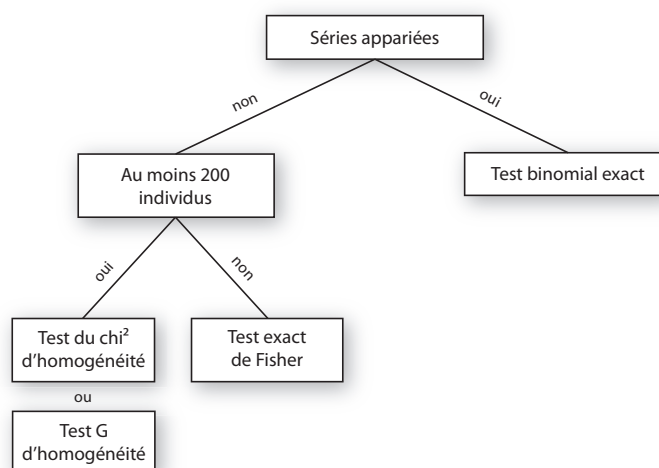 Séries appariées
non
oui
Au moins 200
individus
Test binomial exact
oui
non
Test du chi²
d'homogénéité
Test exact
de Fisher
ou
Test G
d'homogénéité